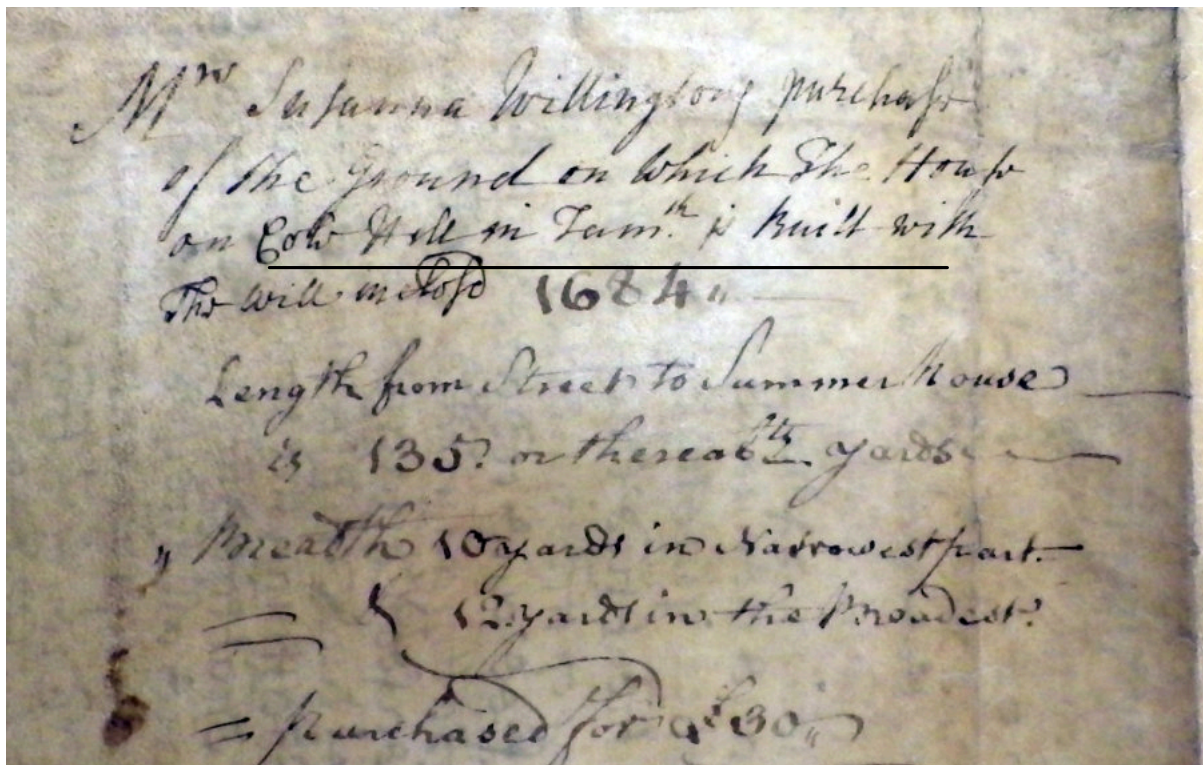 Mrs Susanna Willingtons purchase
of the Ground on Which The House
on Cole Hill in Tamth is Built with
The Will inclosd 1684 "
Length from Street to Summer House
is 135. or thereabts yards
" Breadth 10 yards in Narrowest part.
= { 12 yards in the Broadest.
= purchased for £30 "